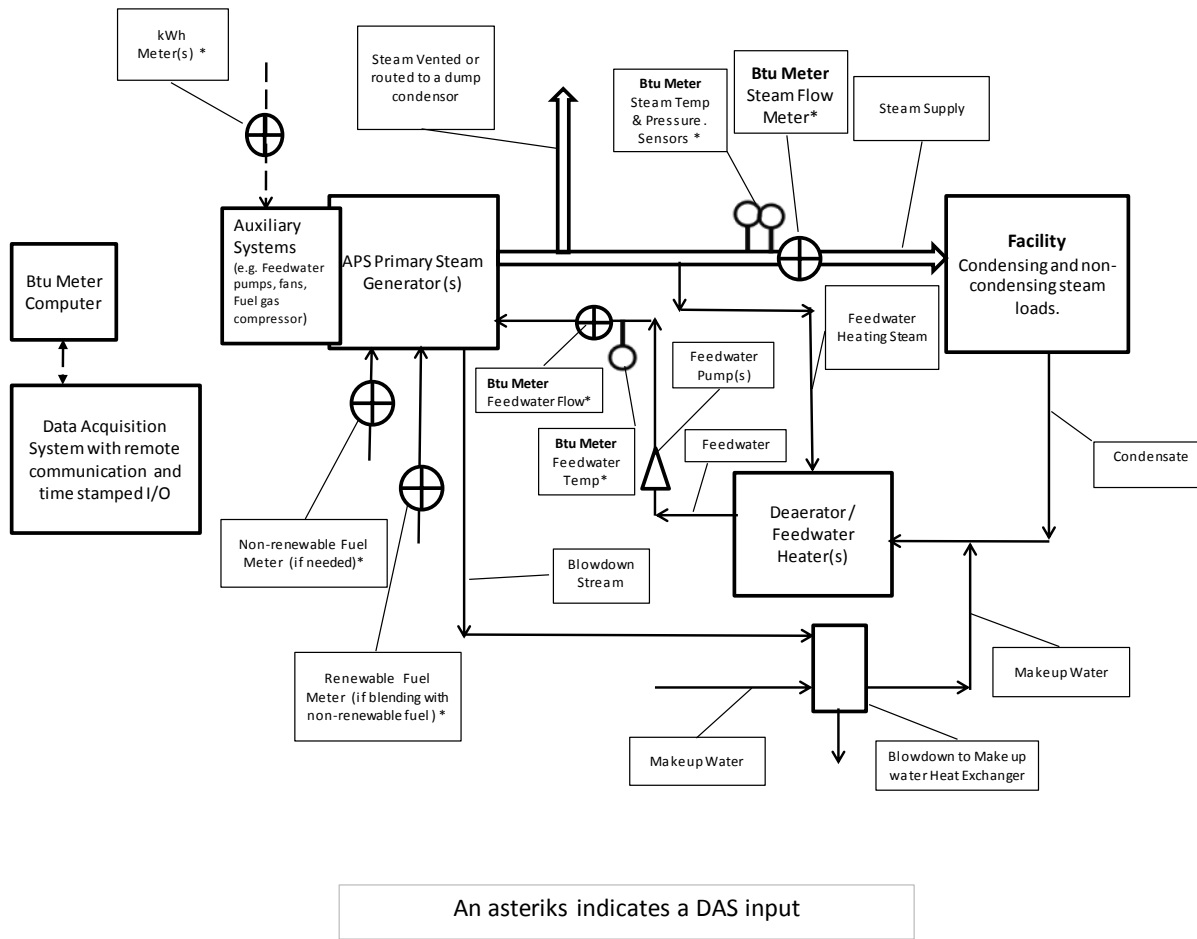 kWh
Meter(s) *
Steam Vented or
routed to a dump
condensor
Btu Meter
Steam Temp
& Pressure .
Sensors *
Btu Meter
Steam Flow
Meter*
Steam Supply
Auxiliary
Systems
(e.g. Feedwater
pumps, fans,
Fuel gas
compressor)
APS Primary Steam
Generator(s)
Facility
Condensing and non-
condensing steam
loads.
Btu Meter
Computer
Data Acquisition
System with remote
communication and
time stamped I/O
Feedwater
Heating Steam
Feedwater
Pump(s)
Btu Meter
Feedwater Flow*
Btu Meter
Feedwater
Temp*
Feedwater
Condensate
Deaerator /
Feedwater
Heater(s)
Non-renewable Fuel
Meter (if needed)*
Blowdown
Stream
Renewable Fuel
Meter (if blending with
non-renewable fuel ) *
Makeup Water
Makeup Water
Blowdown to Make up
water Heat Exchanger
An asteriks indicates a DAS input